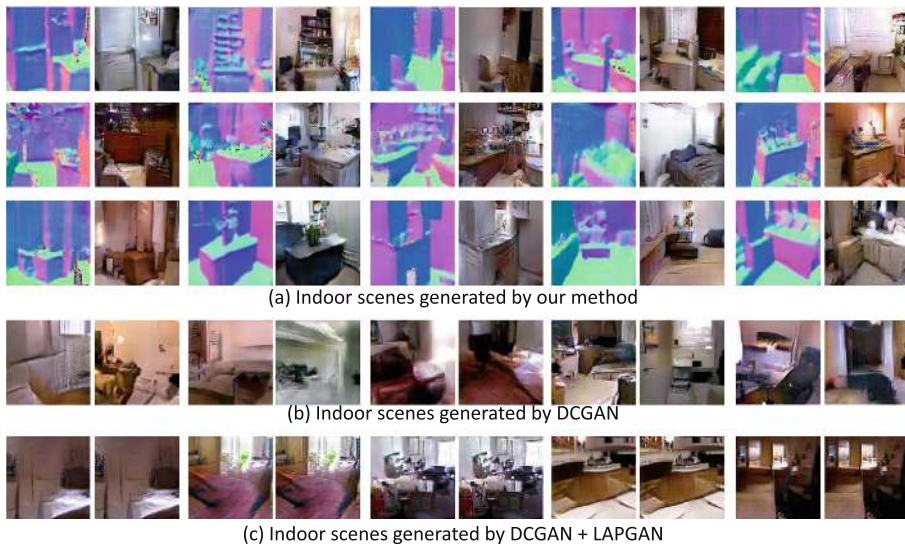 (a) Indoor scenes generated by our method
(b) Indoor scenes generated by DCGAN
(c) Indoor scenes generated by DCGAN + LAPGAN